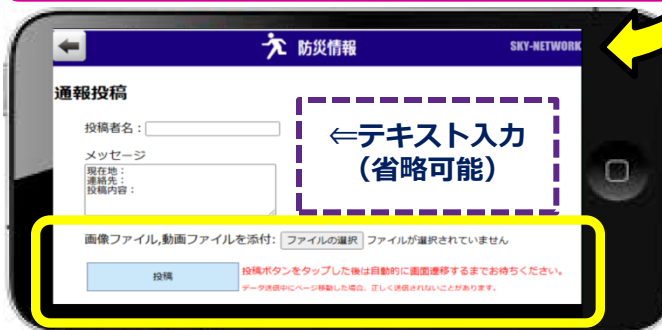 防災情報
SKY-NETWORK
通報投稿
投稿者名：
⇐テキスト入力
（省略可能）
メッセージ
現在地：
連絡先：
投稿内容：
画像ファイル,動画ファイルを添付: ファイルの選択 ファイルが選択されていません
投稿
投稿ボタンをタップした後は自動的に画面遷移するまでお待ちください。
データ送信中にページ移動した場合、正しく送信されないことがあります。